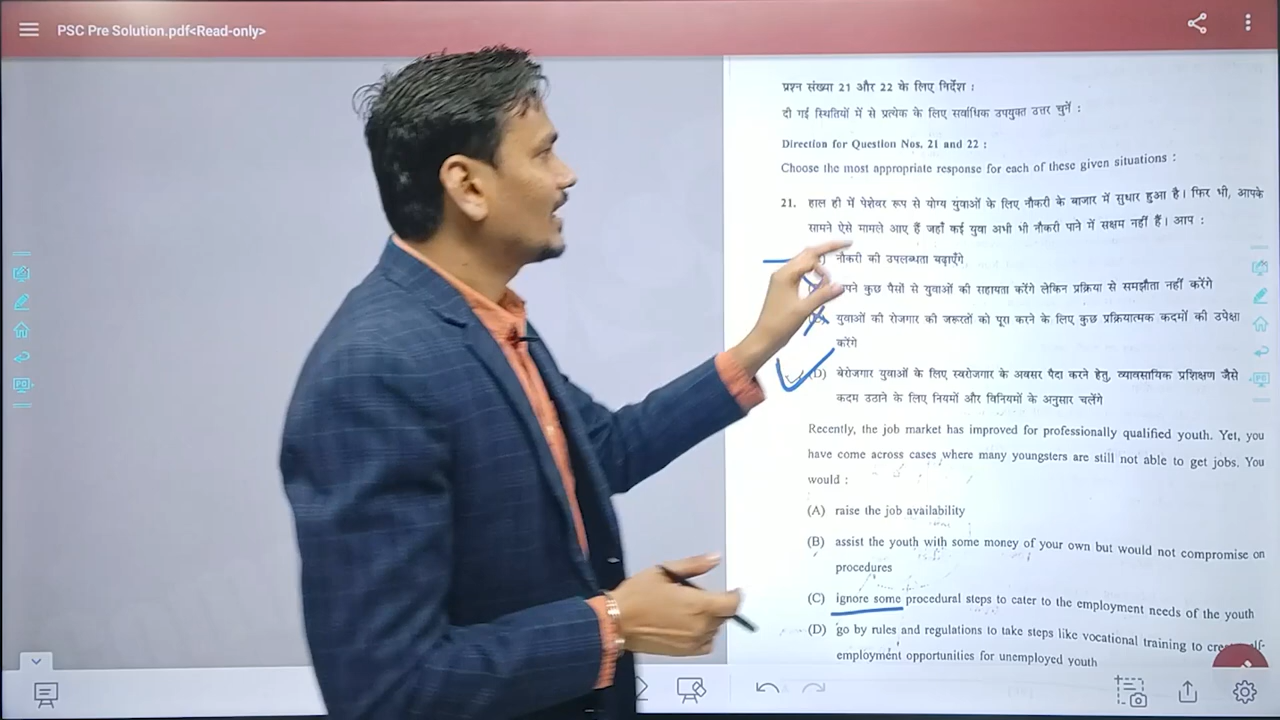 PSC Pre Solution.pdf<Read-only>
प्रश्न संख्या 21 और 22 के लिए निर्देश :
दी गई स्थितियों में से प्रत्येक के लिए सर्वाधिक उपयुक्त उत्तर चुनें :
Direction for Question Nos. 21 and 22 :
Choose the most appropriate response for each of these given situations :
21. हाल ही में पेशेवर रूप से योग्य युवाओं के लिए नौकरी के बाजार में सुधार हुआ है। फिर भी, आपके
सामने ऐसे मामले आए हैं जहाँ कई युवा अभी भी नौकरी पाने में सक्षम नहीं हैं। आप :
नौकरी की उपलब्धता बढ़ाएँगे
कुछ पैसों से युवाओं की सहायता करेंगे लेकिन प्रक्रिया से समझौता नहीं करेंगे
युवाओं की रोजगार की जरूरतों को पूरा करने के लिए कुछ प्रक्रियात्मक कदमों की उपेक्षा
करेंगे
(D) बेरोजगार युवाओं के लिए स्वरोजगार के अवसर पैदा करने हेतु, व्यावसायिक प्रशिक्षण जैसे
कदम उठाने के लिए नियमों और विनियमों के अनुसार चलेंगे
Recently, the job market has improved for professionally qualified youth. Yet, you
have come across cases where many youngsters are still not able to get jobs. You
would :
(A) raise the job availability
(B) assist the youth with some money of your own but would not compromise on
procedures
(C) ignore some procedural steps to cater to the employment needs of the youth
(D) go by rules and regulations to take steps like vocational training to
employment opportunities for unemployed youth